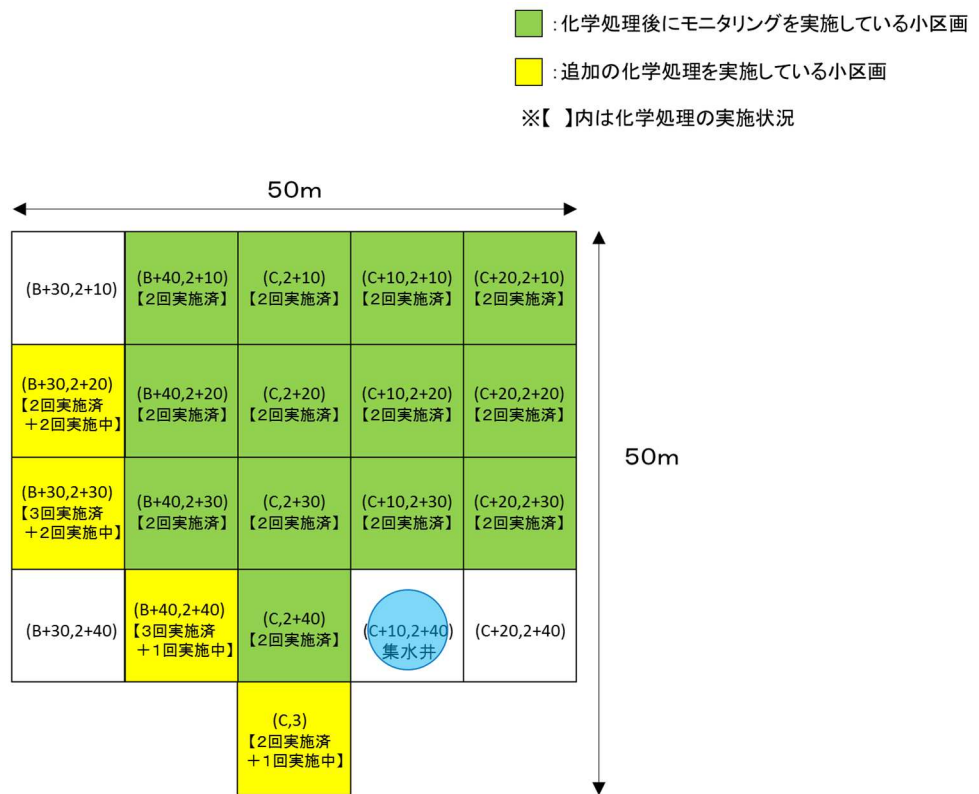 ：化学処理後にモニタリングを実施している小区画
：追加の化学処理を実施している小区画
※【　】内は化学処理の実施状況
50m
(B+30,2+10)
(B+40,2+10)
【2回実施済】
(C,2+10)
【2回実施済】
(C+10,2+10)
【2回実施済】
(C+20,2+10)
【2回実施済】
(B+30,2+20)
【2回実施済
＋2回実施中】
(B+40,2+20)
【2回実施済】
(C,2+20)
【2回実施済】
(C+10,2+20)
【2回実施済】
(C+20,2+20)
【2回実施済】
50m
(B+30,2+30)
【3回実施済
＋2回実施中】
(B+40,2+30)
【2回実施済】
(C,2+30)
【2回実施済】
(C+10,2+30)
【2回実施済】
(C+20,2+30)
【2回実施済】
(B+30,2+40)
(B+40,2+40)
【3回実施済
＋1回実施中】
(C,2+40)
【2回実施済】
(C+10,2+40)
集水井
(C+20,2+40)
(C,3)
【2回実施済
＋1回実施中】